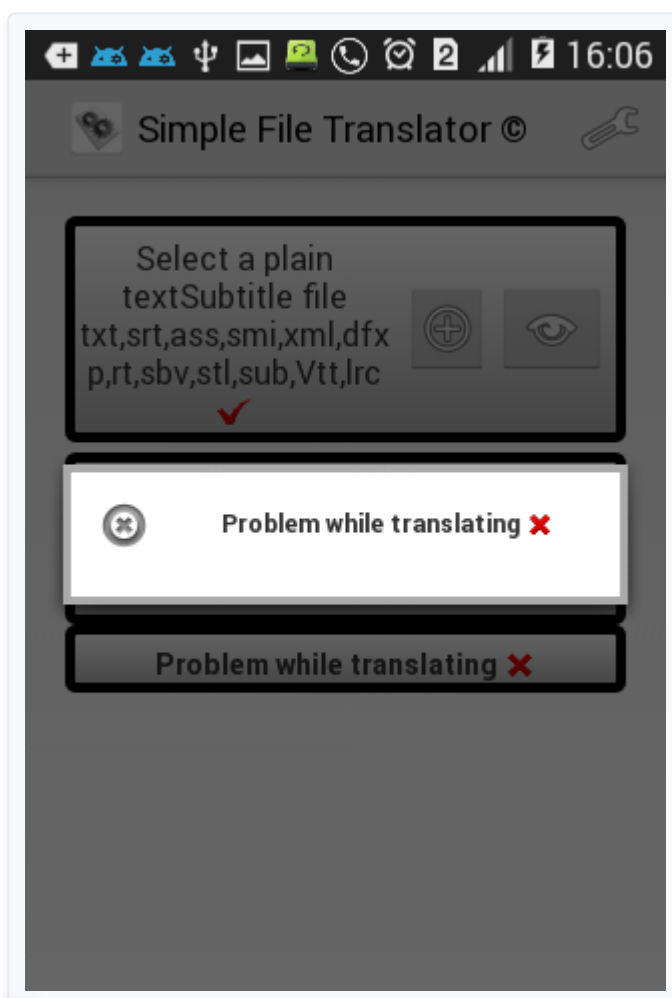 2 16:06
Simple File Translator ©
Select a plain
textSubtitle file
txt,srt,ass,smi,xml,dfx
p,rt,sbv,stl,sub,Vtt,lrc
Problem while translating
Problem while translating